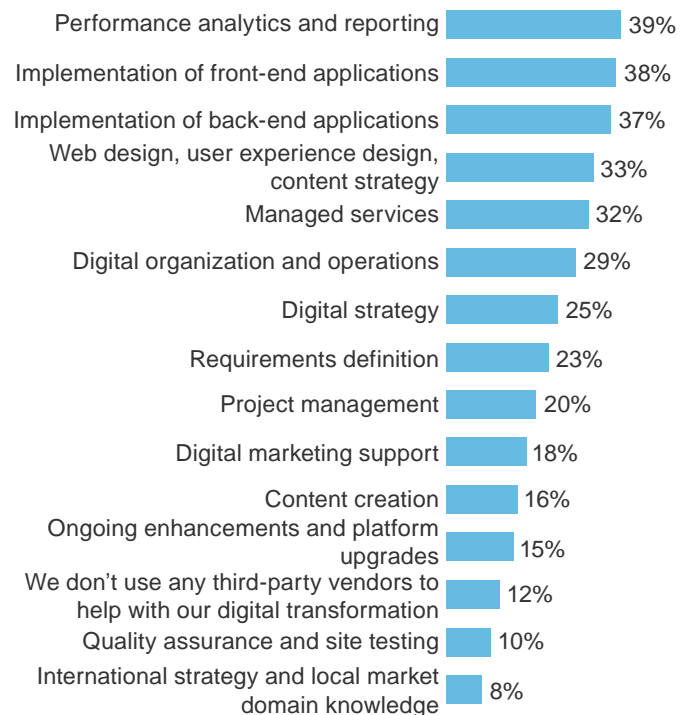 Performance analytics and reporting 39%
Implementation of front-end applications 38%
Implementation of back-end applications 37%
Web design, user experience design,
content strategy 33%
Managed services 32%
Digital organization and operations 29%
Digital strategy 25%
Requirements definition 23%
Project management 20%
Digital marketing support 18%
Content creation 16%
Ongoing enhancements and platform
upgrades 15%
We don’t use any third-party vendors to
help with our digital transformation 12%
Quality assurance and site testing 10%
International strategy and local market
domain knowledge 8%